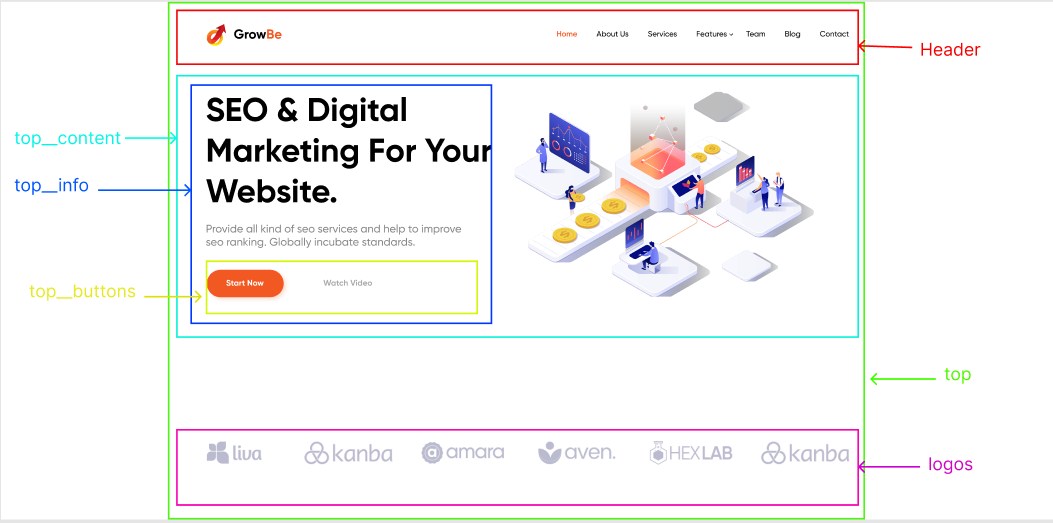 GrowBe
Home About Us Services Features Team Blog Contact
Header
top__content
SEO & Digital
Marketing For Your
Website.
top__info
Provide all kind of seo services and help to improve
seo ranking. Globally incubate standards.
top__buttons
Start Now Watch Video
top
liva kanba amara aven. HEXLAB kanba
logos